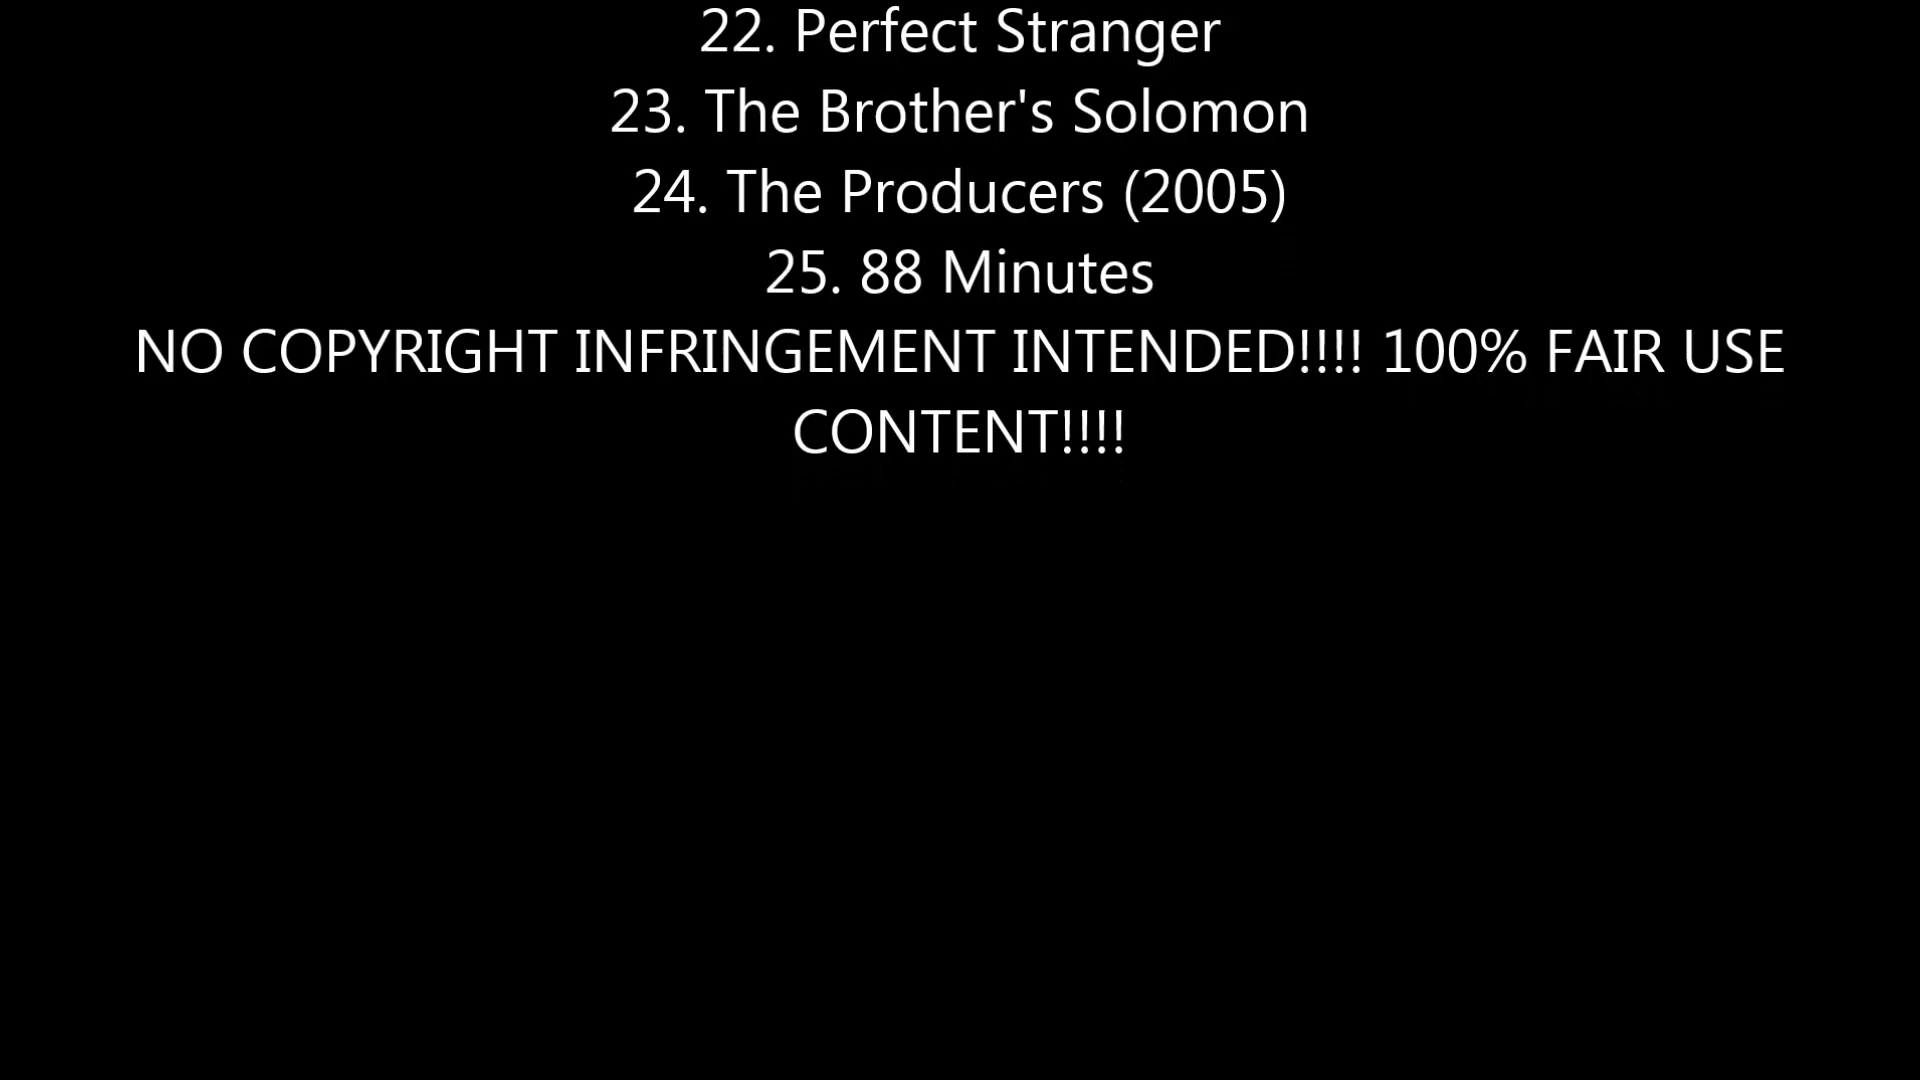 22. Perfect Stranger
23. The Brother's Solomon
24. The Producers (2005)
25. 88 Minutes
NO COPYRIGHT INFRINGEMENT INTENDED!!!! 100% FAIR USE
CONTENT!!!!